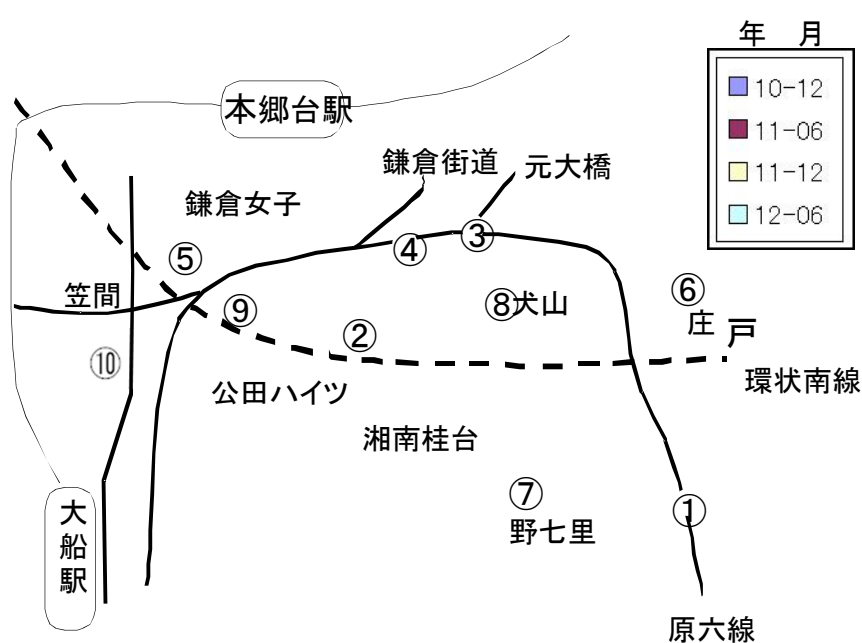 年 月
10-12
11-06
11-12
12-06
本郷台駅
鎌倉街道
元大橋
鎌倉女子
③
④
⑤
⑥
笠間
⑨
⑧犬山
庄戸
②
⑩
環状南線
公田ハイツ
湘南桂台
⑦
①
大船駅
野七里
原六線